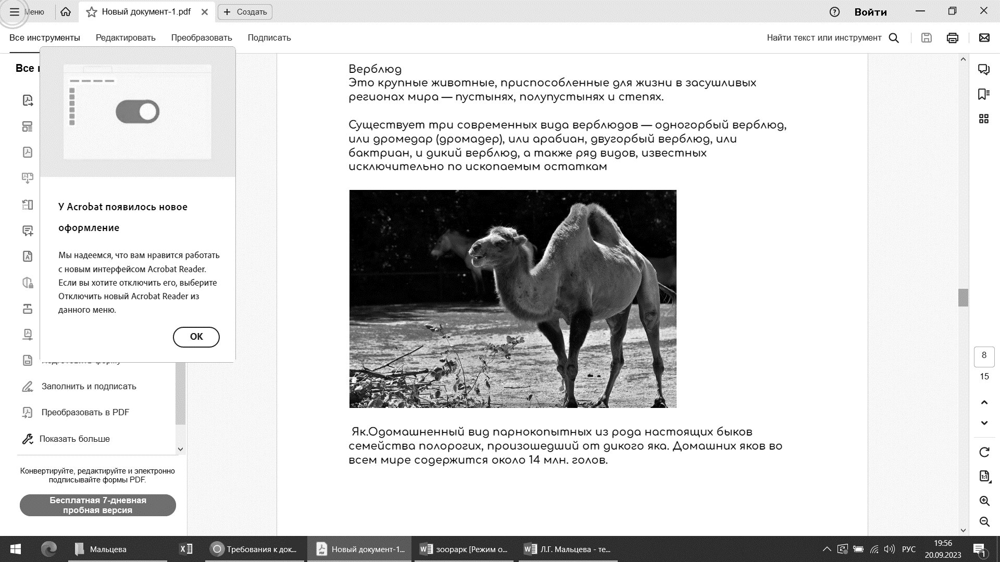 Меню
Новый документ-1.pdf
Создать
Войти
Все инструменты
Редактировать
Преобразовать
Подписать
Найти текст или инструмент
Все
У Acrobat появилось новое
оформление
Мы надеемся, что вам нравится работать
с новым интерфейсом Acrobat Reader.
Если вы хотите отключить его, выберите
Отключить новый Acrobat Reader из
данного меню.
OK
Заполнить и подписать
Преобразовать в PDF
Показать больше
Конвертируйте, редактируйте и электронно
подписывайте формы PDF.
Бесплатная 7-дневная
пробная версия
Верблюд
Это крупные животные, приспособленные для жизни в засушливых
регионах мира — пустынях, полупустынях и степях.
Существует три современных вида верблюдов — одногорбый верблюд,
или дромедар (дромадер), или арабиан, двугорбый верблюд, или
бактриан, и дикий верблюд, а также ряд видов, известных
исключительно по ископаемым остаткам
Як.Одомашненный вид парнокопытных из рода настоящих быков
семейства полорогих, произошедший от дикого яка. Домашних яков во
всем мире содержится около 14 млн. голов.
8
15
1:1
Мальцева
Требования к док...
Новый документ-1...
зоорарк [Режим о...
Л.Г. Мальцева - те...
РУС
19:56
20.09.2023
1